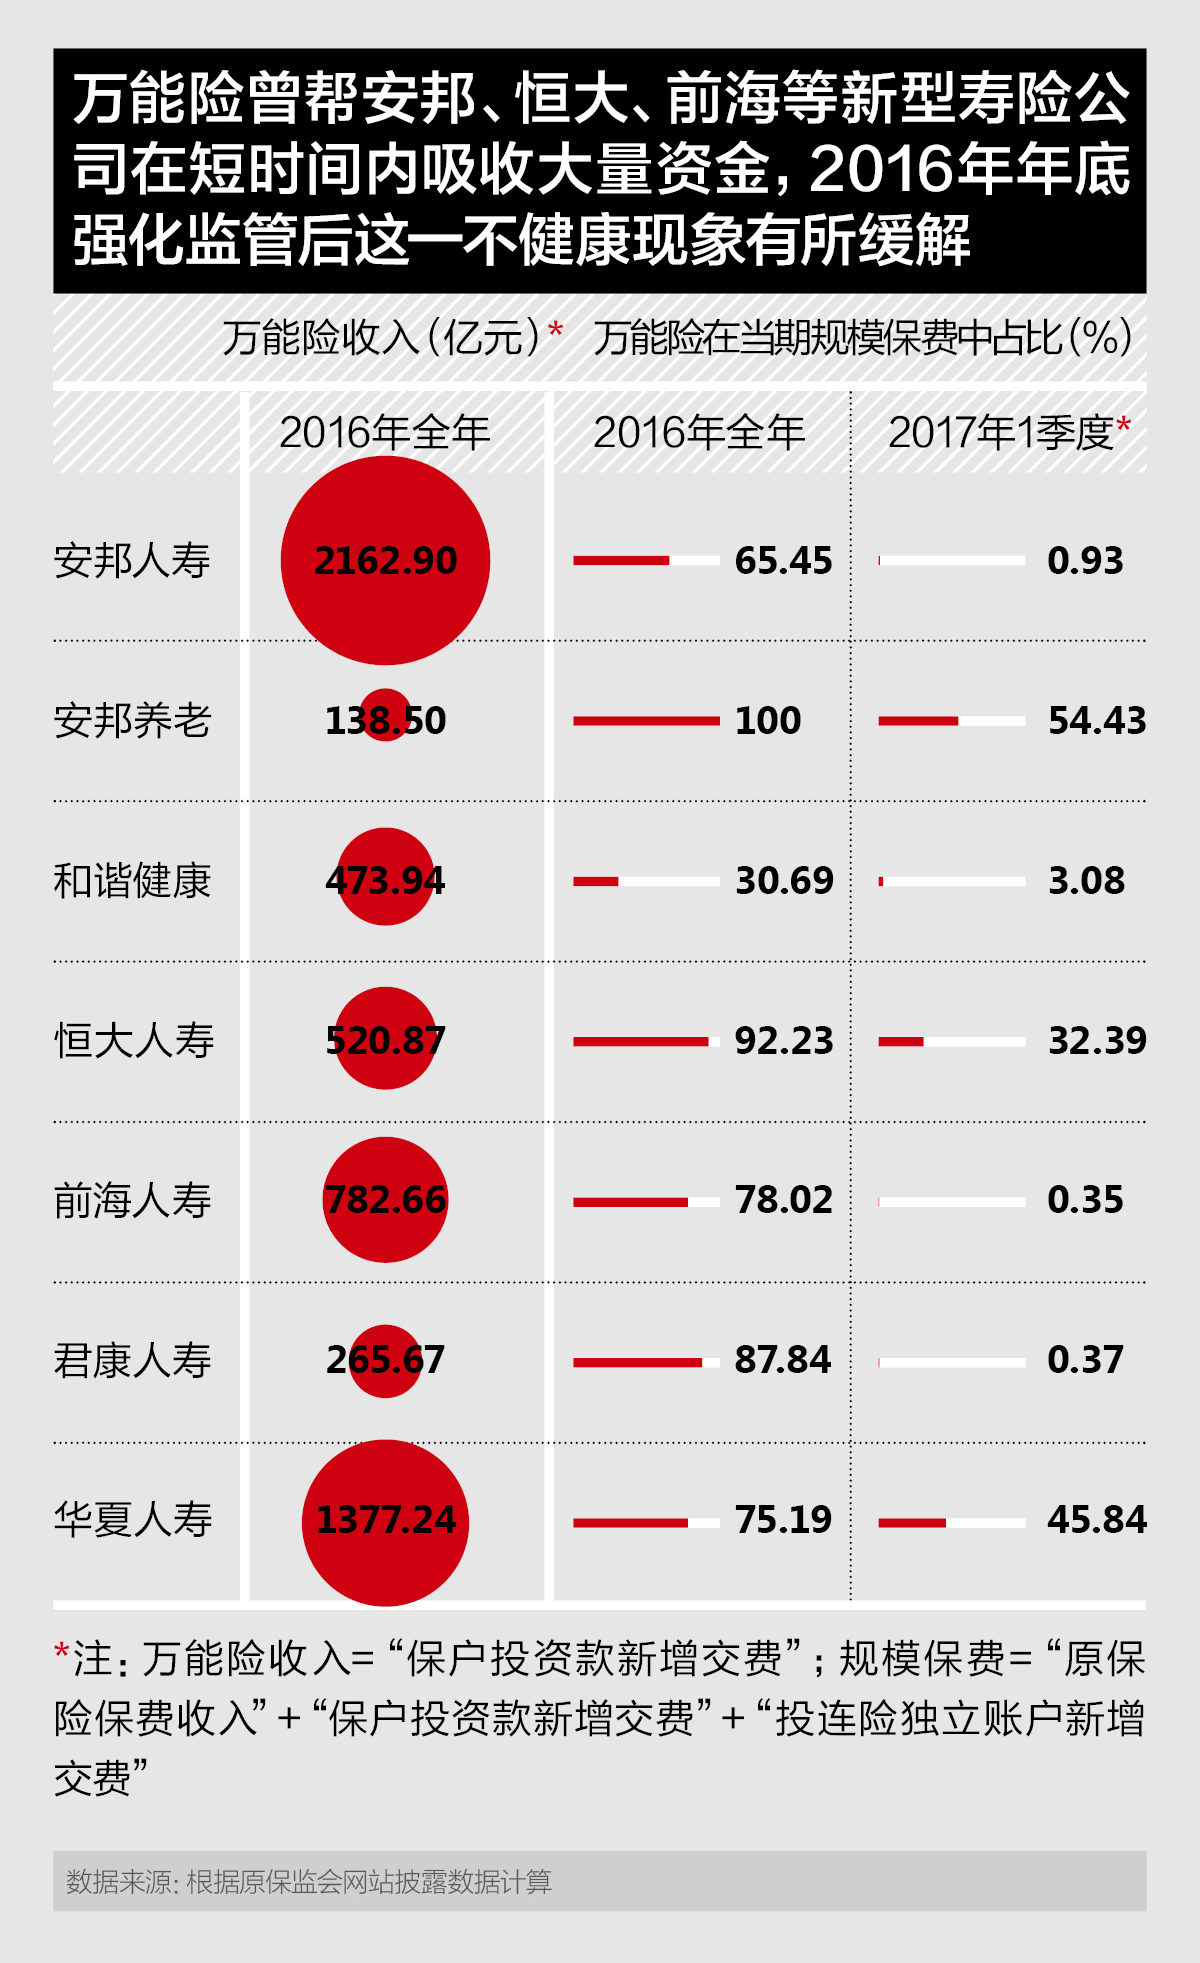 万能险曾帮安邦、恒大、前海等新型寿险公
司在短时间内吸收大量资金，2016年年底
强化监管后这一不健康现象有所缓解
万能险收入（亿元）* 万能险在当期规模保费中占比（%）
2016年全年 2016年全年 2017年1季度*
安邦人寿 2162.90 65.45 0.93
安邦养老 138.50 100 54.43
和谐健康 473.94 30.69 3.08
恒大人寿 520.87 92.23 32.39
前海人寿 782.66 78.02 0.35
君康人寿 265.67 87.84 0.37
华夏人寿 1377.24 75.19 45.84
*注：万能险收入=“保户投资款新增交费”；规模保费=“原保
险保费收入”+“保户投资款新增交费”+“投连险独立账户新增
交费”
数据来源：根据原保监会网站披露数据计算